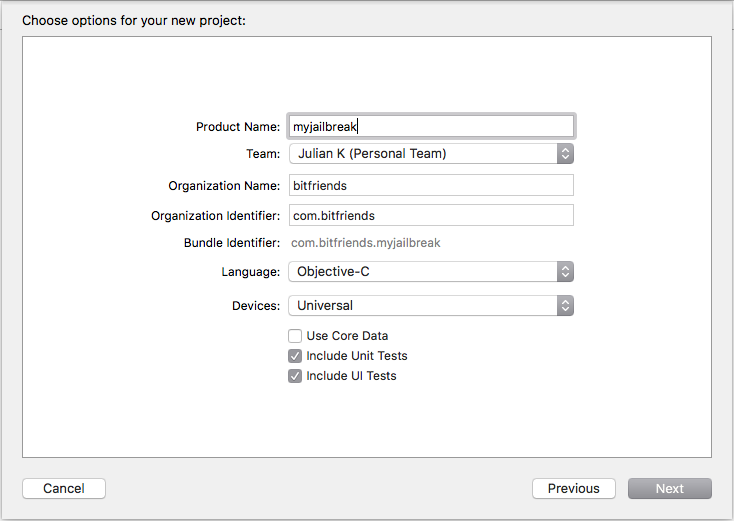 Choose options for your new project:
Product Name: myjailbreak
Team: Julian K (Personal Team)
Organization Name: bitfriends
Organization Identifier: com.bitfriends
Bundle Identifier: com.bitfriends.myjailbreak
Language: Objective-C
Devices: Universal
Use Core Data
Include Unit Tests
Include UI Tests
Cancel Previous Next